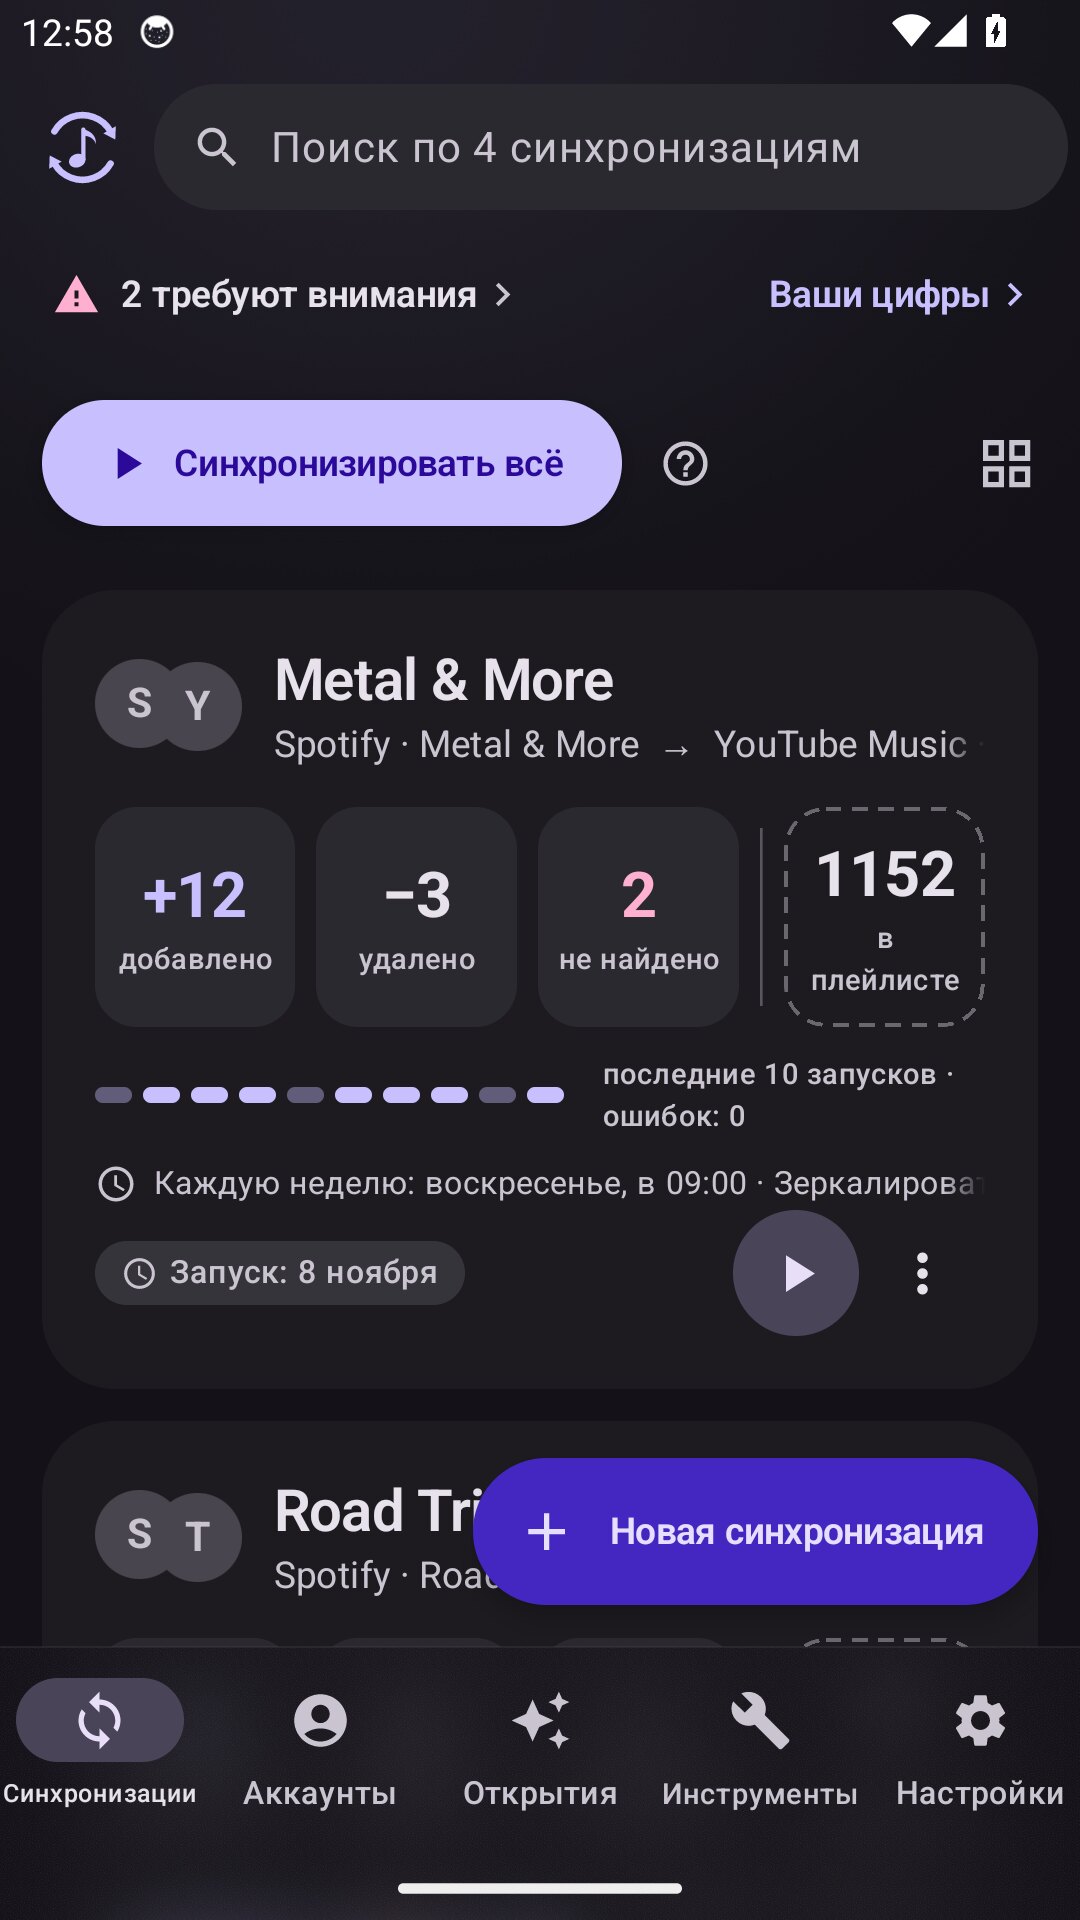 12:58
Поиск по 4 синхронизациям
2 требуют внимания
Ваши цифры
Синхронизировать всё
S Y
Metal & More
Spotify · Metal & More → YouTube Music ·
+12
добавлено
−3
удалено
2
не найдено
1152
в
плейлисте
последние 10 запусков ·
ошибок: 0
Каждую неделю: воскресенье, в 09:00 · Зеркалироват
Запуск: 8 ноября
S T
Road Tri
Spotify · Road
Новая синхронизация
Синхронизации
Аккаунты
Открытия
Инструменты
Настройки